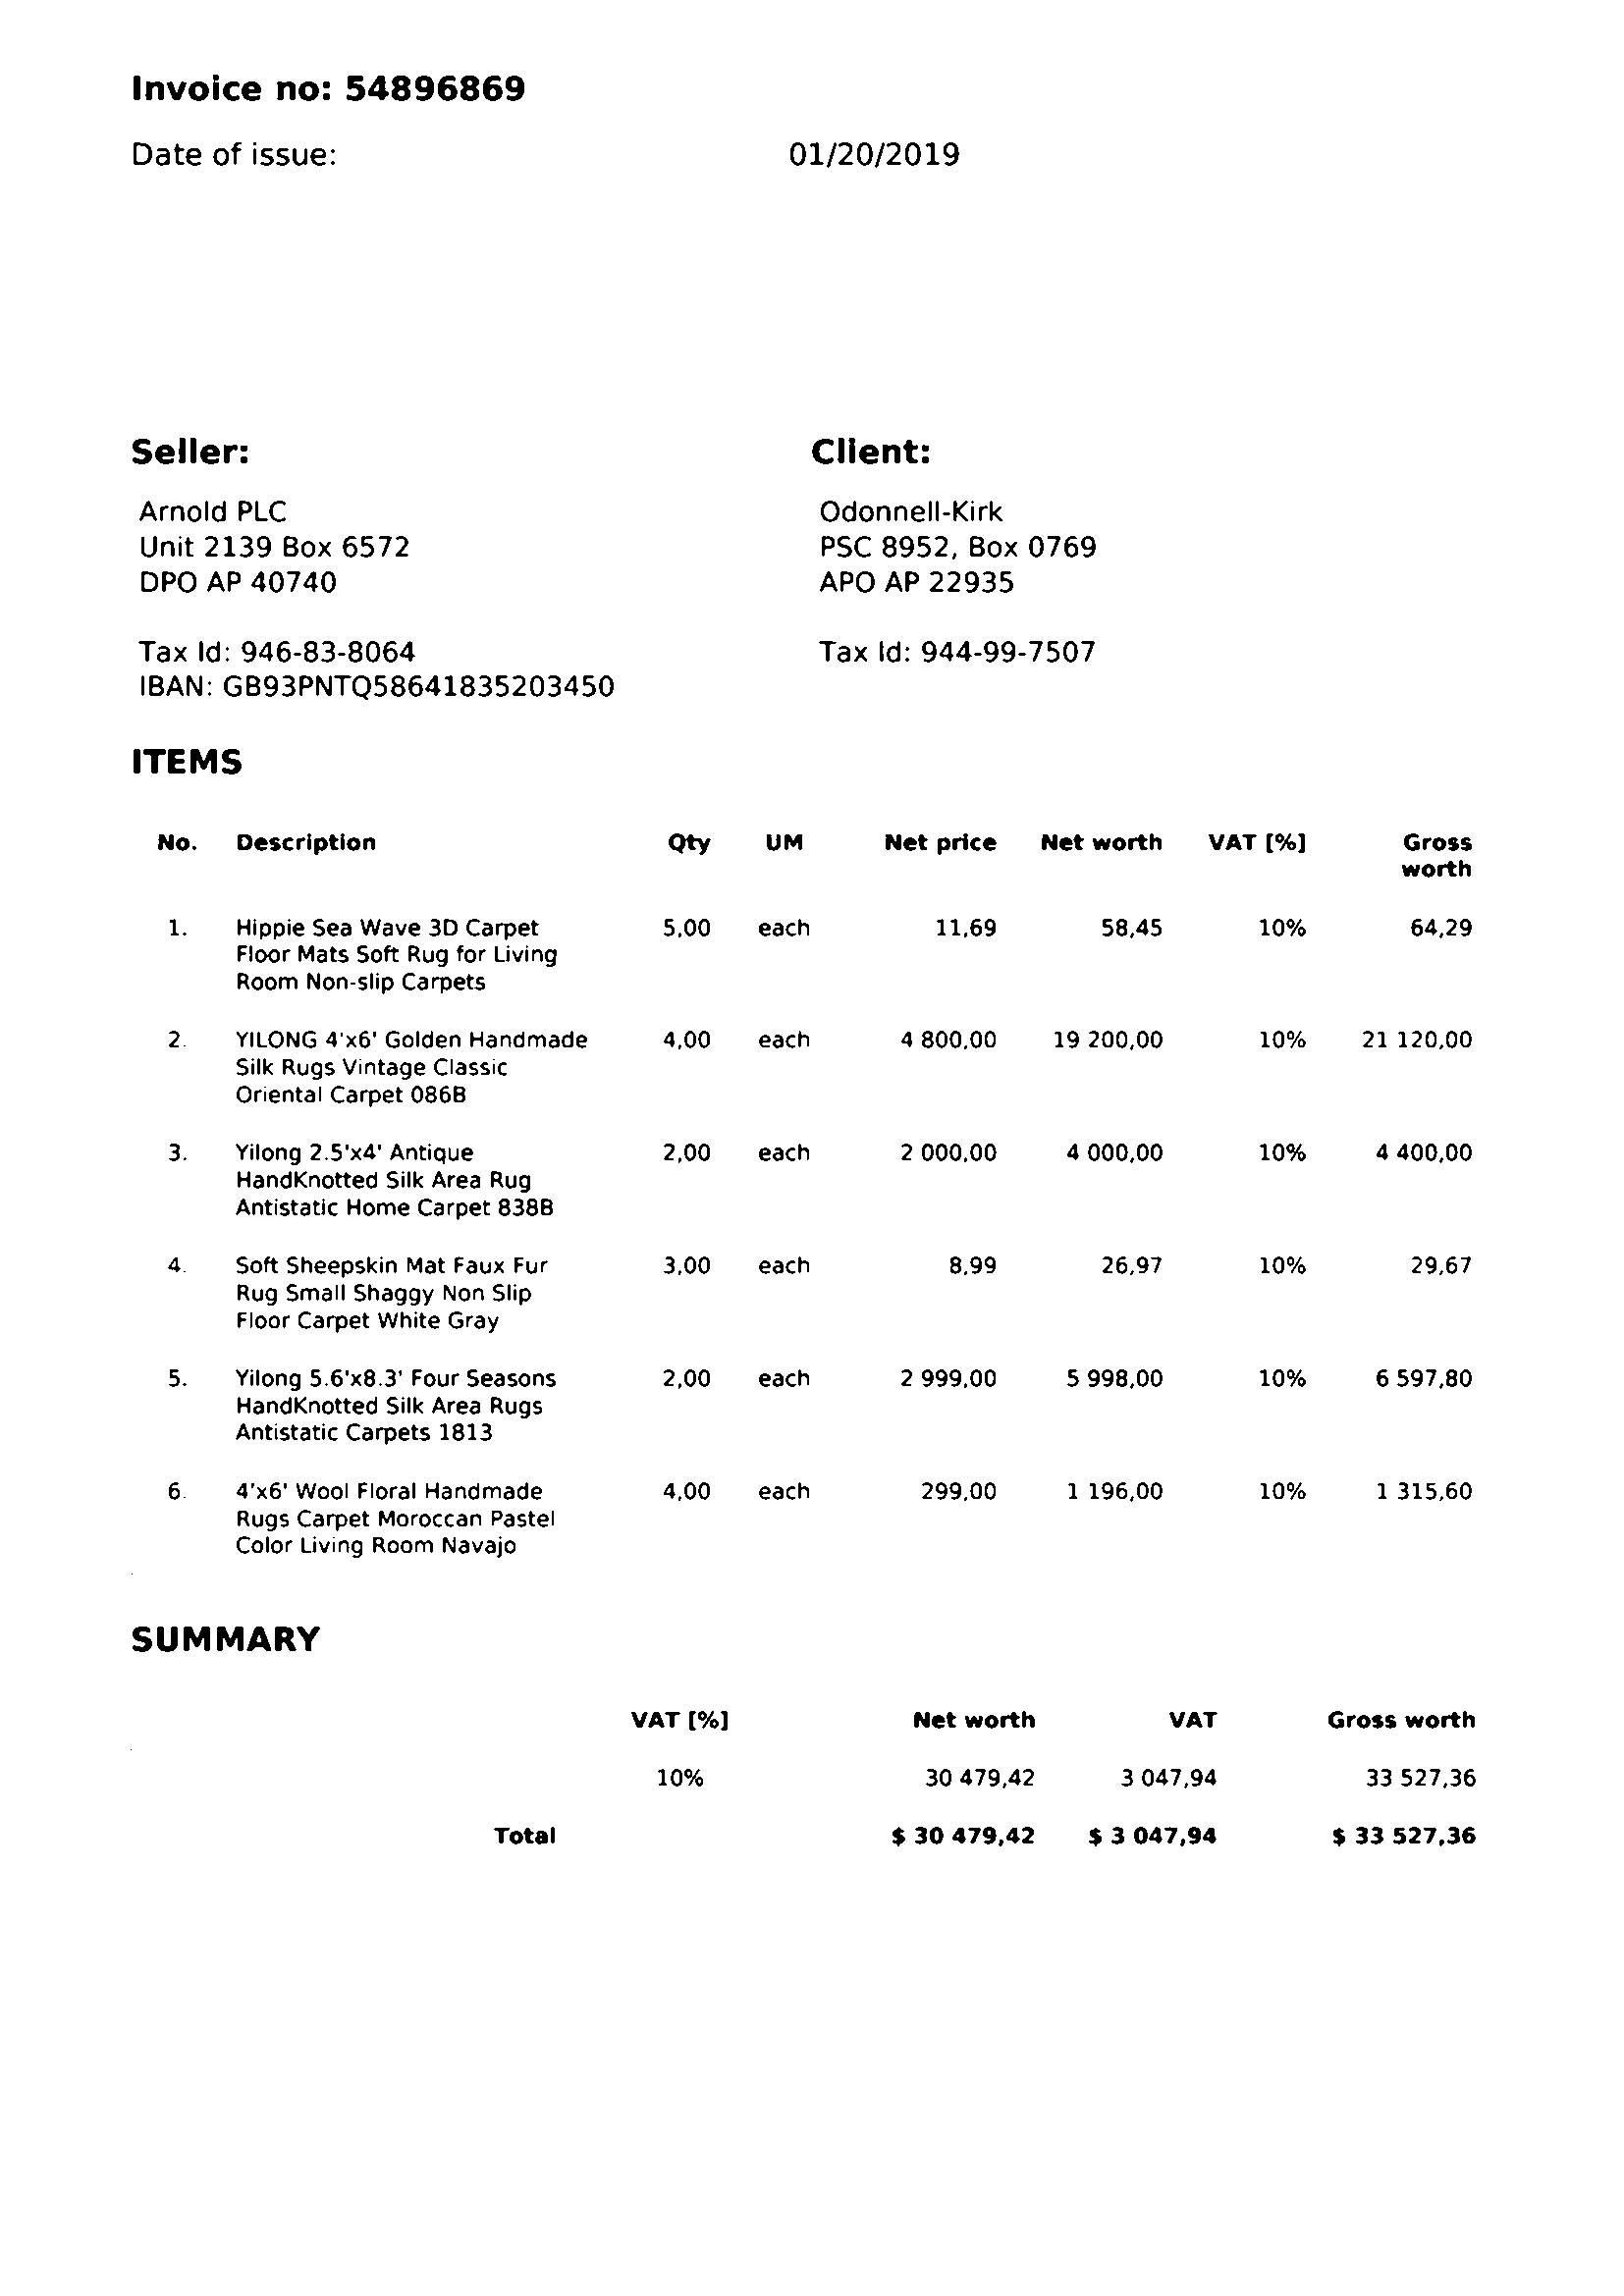 Invoice no: 54896869
Date of issue: 01/20/2019
Seller: Client:
Arnold PLC Odonnell-Kirk
Unit 2139 Box 6572 PSC 8952, Box 0769
DPO AP 40740 APO AP 22935
Tax Id: 946-83-8064 Tax Id: 944-99-7507
IBAN: GB93PNTQ58641835203450
ITEMS
No. Description Qty UM Net price Net worth VAT [%] Gross
worth
1. Hippie Sea Wave 3D Carpet 5,00 each 11,69 58,45 10% 64,29
Floor Mats Soft Rug for Living
Room Non-slip Carpets
2. YILONG 4'x6' Golden Handmade 4,00 each 4 800,00 19 200,00 10% 21 120,00
Silk Rugs Vintage Classic
Oriental Carpet 086B
3. Yilong 2.5'x4' Antique 2,00 each 2 000,00 4 000,00 10% 4 400,00
HandKnotted Silk Area Rug
Antistatic Home Carpet 838B
4. Soft Sheepskin Mat Faux Fur 3,00 each 8,99 26,97 10% 29,67
Rug Small Shaggy Non Slip
Floor Carpet White Gray
5. Yilong 5.6'x8.3' Four Seasons 2,00 each 2 999,00 5 998,00 10% 6 597,80
HandKnotted Silk Area Rugs
Antistatic Carpets 1813
6. 4'x6' Wool Floral Handmade 4,00 each 299,00 1 196,00 10% 1 315,60
Rugs Carpet Moroccan Pastel
Color Living Room Navajo
SUMMARY
VAT [%] Net worth VAT Gross worth
10% 30 479,42 3 047,94 33 527,36
Total $ 30 479,42 $ 3 047,94 $ 33 527,36